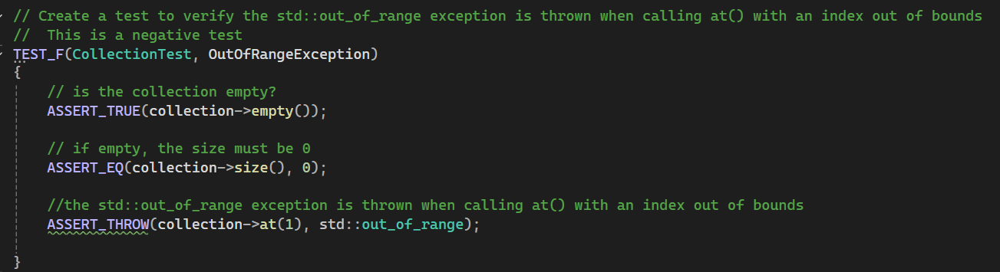 // Create a test to verify the std::out_of_range exception is thrown when calling at() with an index out of bounds
//  This is a negative test
TEST_F(CollectionTest, OutOfRangeException)
{
    // is the collection empty?
    ASSERT_TRUE(collection->empty());

    // if empty, the size must be 0
    ASSERT_EQ(collection->size(), 0);

    //the std::out_of_range exception is thrown when calling at() with an index out of bounds
    ASSERT_THROW(collection->at(1), std::out_of_range);

}